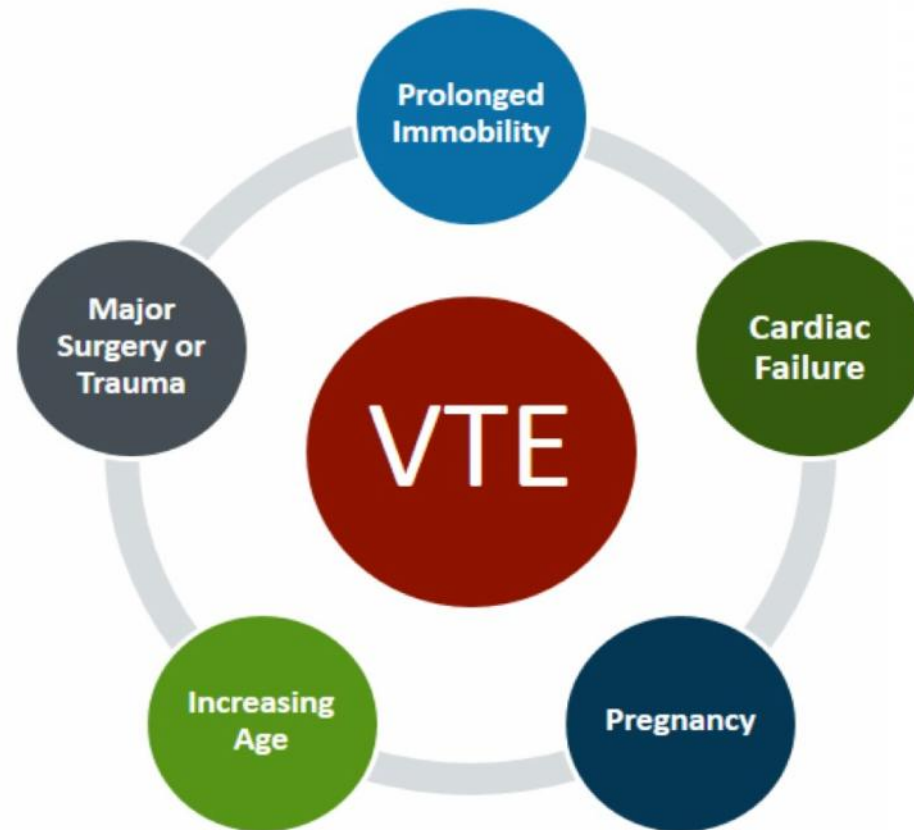 Prolonged
Immobility
Cardiac
Failure
Pregnancy
Increasing
Age
Major
Surgery or
Trauma
VTE